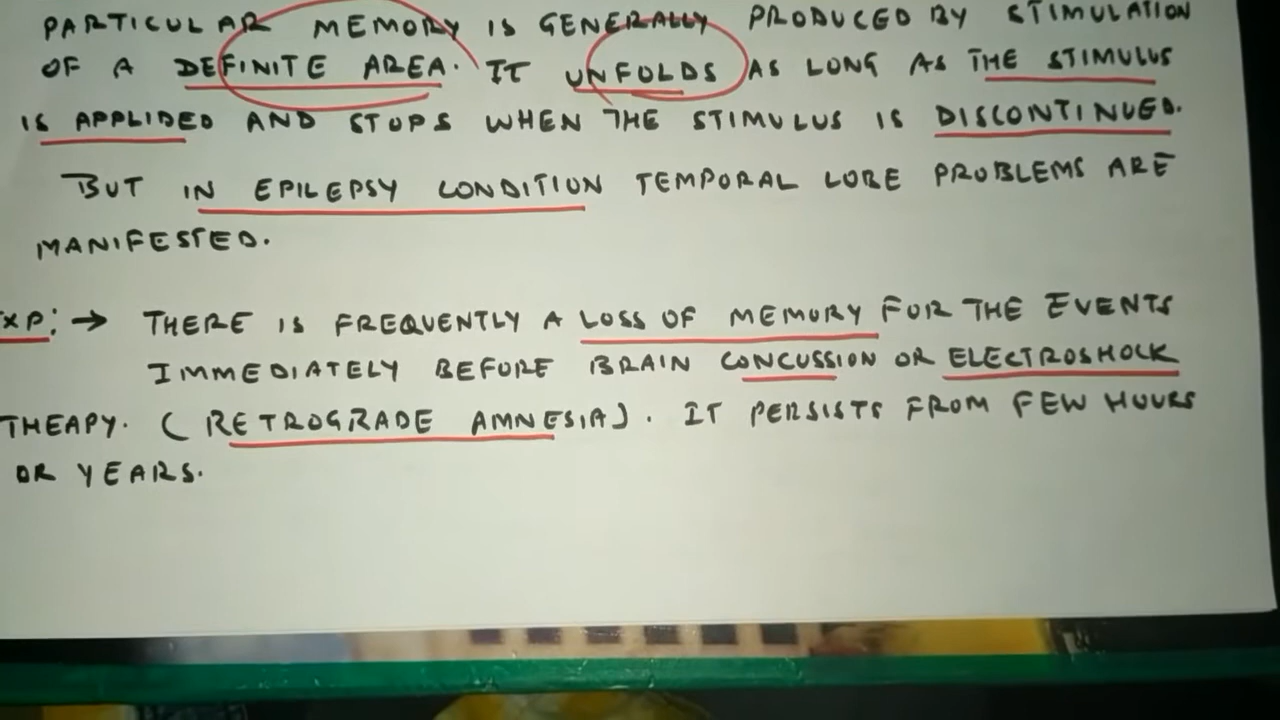 PARTICULAR MEMORY IS GENERALLY PRODUCED BY STIMULATION
OF A DEFINITE AREA. IT UNFOLDS AS LONG AS THE STIMULUS
IS APPLIDED AND STOPS WHEN THE STIMULUS IS DISCONTINUED.
BUT IN EPILEPSY CONDITION TEMPORAL LOBE PROBLEMS ARE
MANIFESTED.
XP: → THERE IS FREQUENTLY A LOSS OF MEMORY FOR THE EVENTS
IMMEDIATELY BEFORE BRAIN CONCUSSION OR ELECTROSHOCK
THEAPY. (RETROGRADE AMNESIA). IT PERSISTS FROM FEW HOURS
OR YEARS.